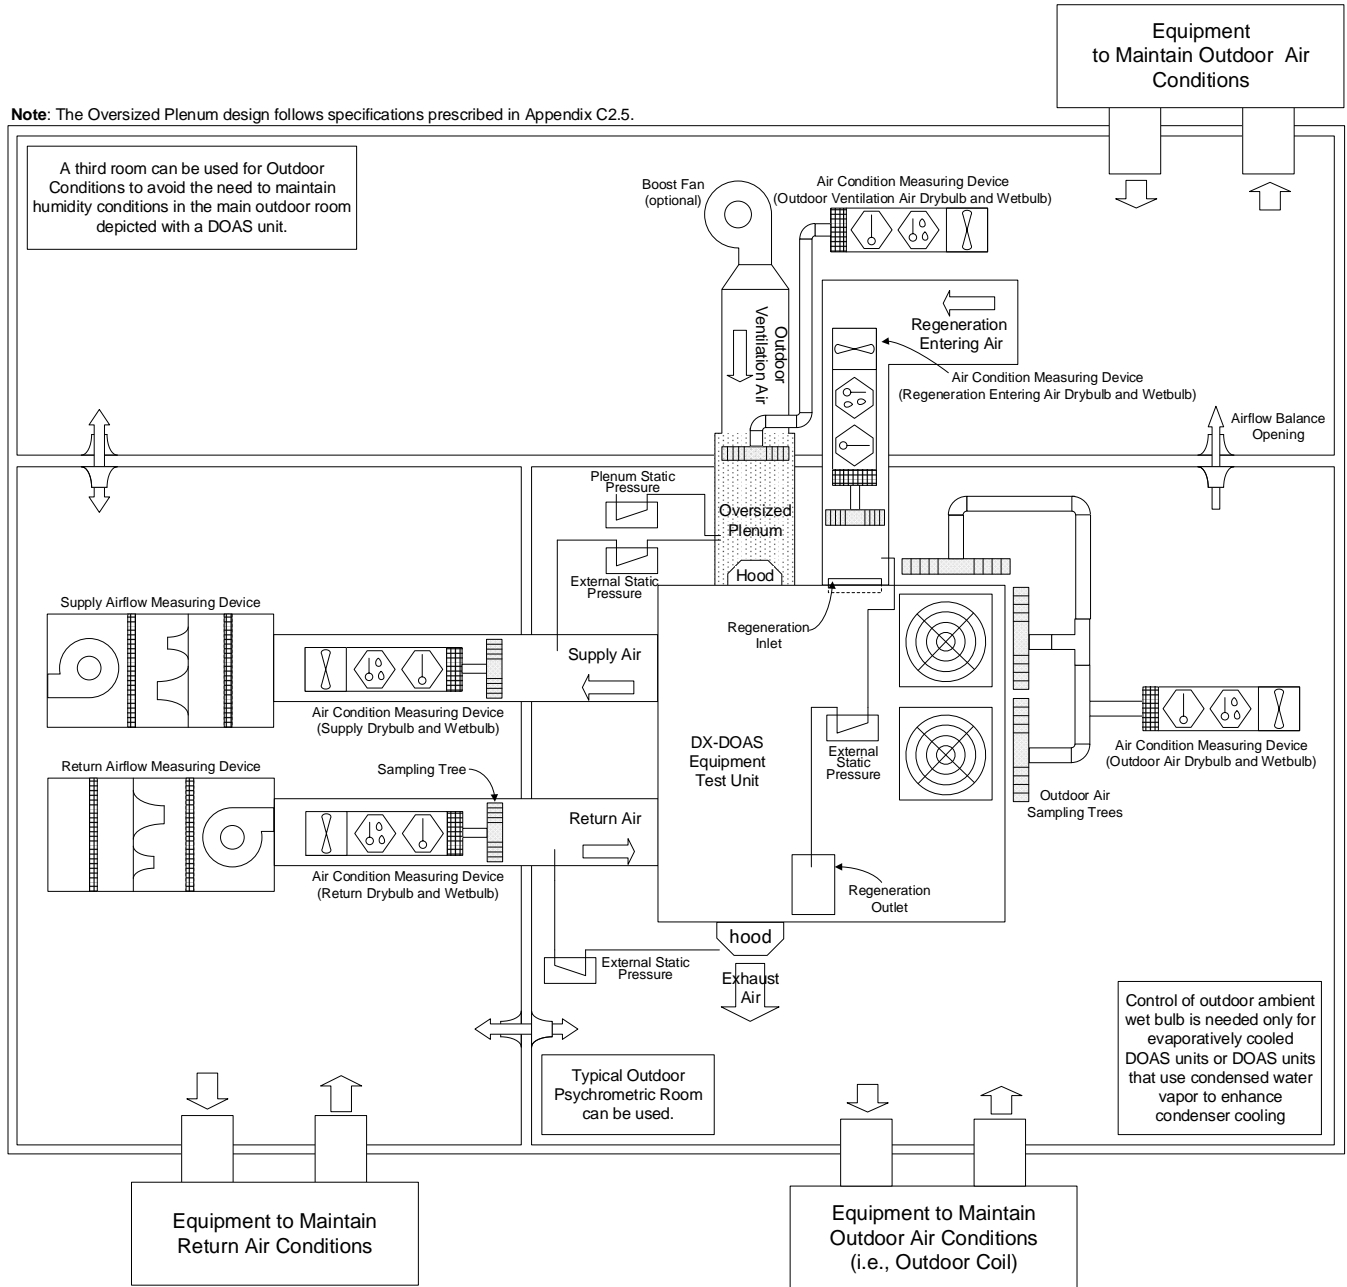 Equipment
to Maintain Outdoor Air
Conditions
Note: The Oversized Plenum design follows specifications prescribed in Appendix C2.5.
A third room can be used for Outdoor
Conditions to avoid the need to maintain
humidity conditions in the main outdoor room
depicted with a DOAS unit.
Boost Fan
(optional)
Air Condition Measuring Device
(Outdoor Ventilation Air Drybulb and Wetbulb)
Outdoor
Ventilation Air
Regeneration
Entering Air
Air Condition Measuring Device
(Regeneration Entering Air Drybulb and Wetbulb)
Airflow Balance
Opening
Plenum Static
Pressure
Oversized
Plenum
External Static
Pressure
Hood
Supply Airflow Measuring Device
Regeneration
Inlet
Supply Air
Air Condition Measuring Device
(Supply Drybulb and Wetbulb)
DX-DOAS
Equipment
Test Unit
External
Static
Pressure
Air Condition Measuring Device
(Outdoor Air Drybulb and Wetbulb)
Return Airflow Measuring Device
Sampling Tree
Outdoor Air
Sampling Trees
Return Air
Air Condition Measuring Device
(Return Drybulb and Wetbulb)
Regeneration
Outlet
hood
External Static
Pressure
Exhaust
Air
Control of outdoor ambient
wet bulb is needed only for
evaporatively cooled
DOAS units or DOAS units
that use condensed water
vapor to enhance
condenser cooling
Typical Outdoor
Psychrometric Room
can be used.
Equipment to Maintain
Return Air Conditions
Equipment to Maintain
Outdoor Air Conditions
(i.e., Outdoor Coil)